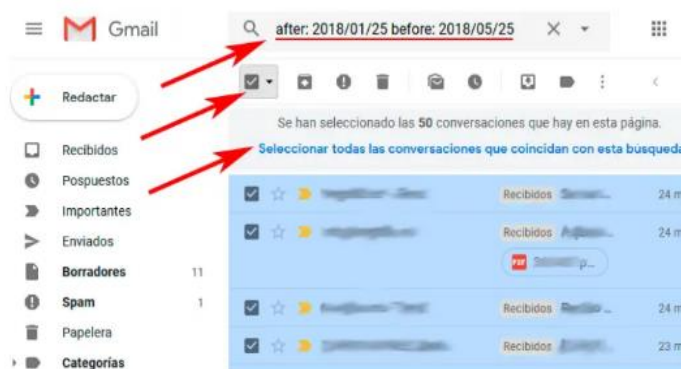 Gmail
after: 2018/01/25 before: 2018/05/25
Redactar
Se han seleccionado las 50 conversaciones que hay en esta página.
Seleccionar todas las conversaciones que coincidan con esta búsqueda
Recibidos
Pospuestos
Importantes
Enviados
Borradores 11
Spam 1
Papelera
Categorías
Recibidos 24 m
Recibidos
PDF
Recibidos 24 m
Recibidos 23 m